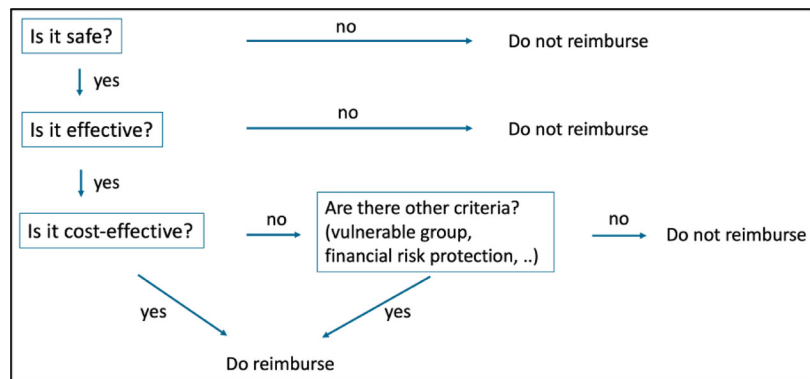 Is it safe?
no
Do not reimburse
yes
Is it effective?
no
Do not reimburse
yes
Is it cost-effective?
no
Are there other criteria?
(vulnerable group,
financial risk protection, ..)
no
Do not reimburse
yes
yes
Do reimburse